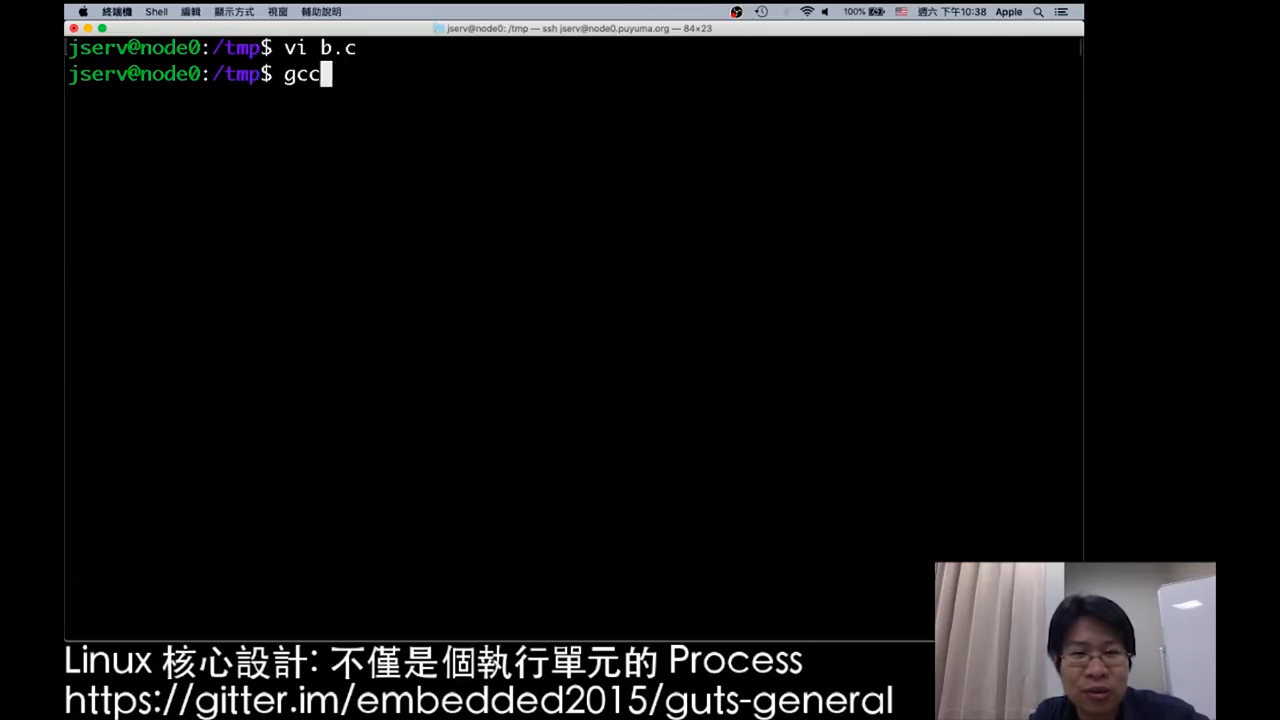 終端機 Shell 編輯 顯示方式 視窗 輔助說明 100% 週六 下午10:38 Apple
jserv@node0: /tmp — ssh jserv@node0.puyuma.org — 84×23
jserv@node0:/tmp$ vi b.c
jserv@node0:/tmp$ gcc
Linux 核心設計: 不僅是個執行單元的 Process
https://gitter.im/embedded2015/guts-general